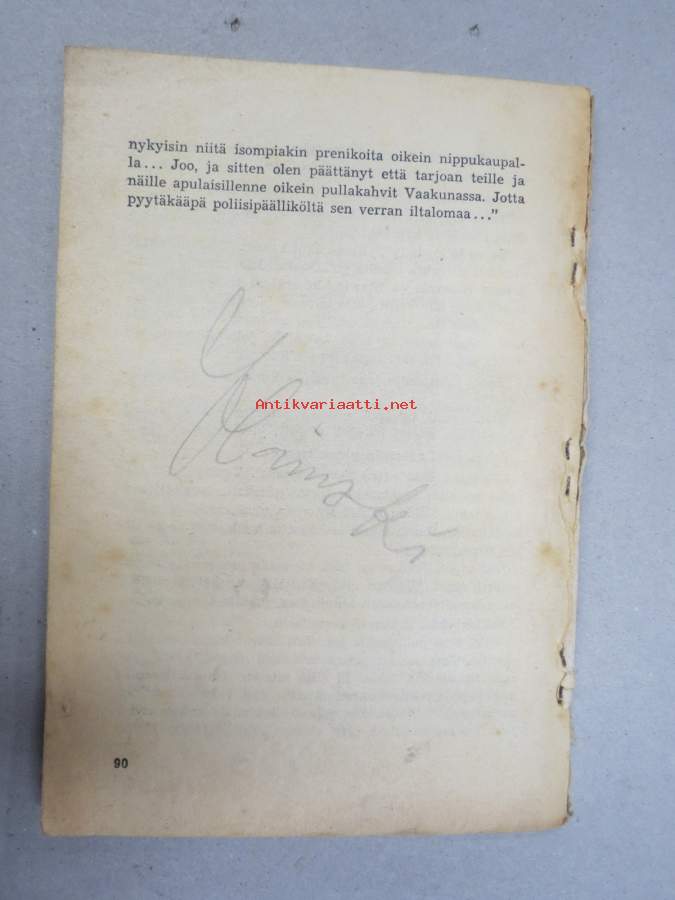 nykyisin niitä isompiakin prenikoita oikein nippukaupal-
la... Joo, ja sitten olen päättänyt että tarjoan teille ja
näille apulaisillenne oikein pullakahvit Vaakunassa. Jotta
pyytäkääpä poliisipäälliköltä sen verran iltalomaa..."
Antikvariaatti.net
90